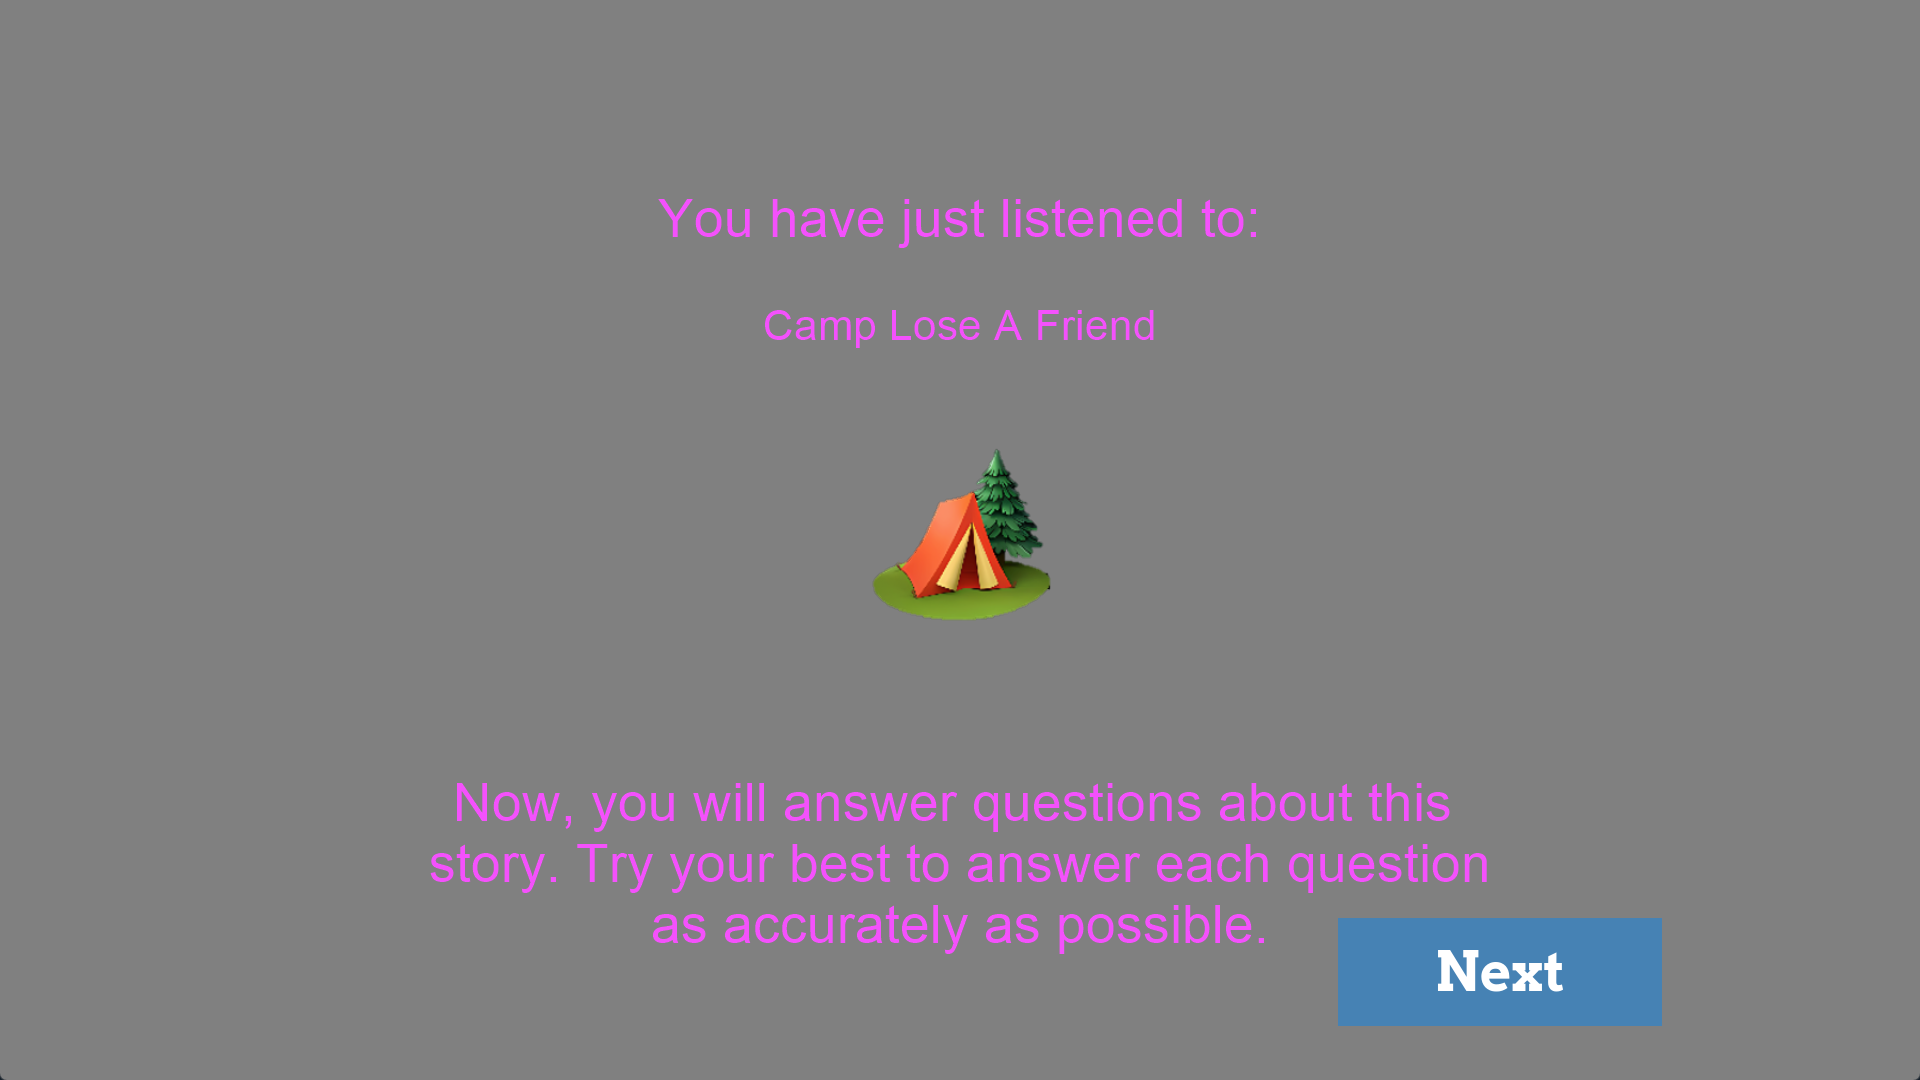 You have just listened to:
Camp Lose A Friend
Now, you will answer questions about this
story. Try your best to answer each question
as accurately as possible.
Next